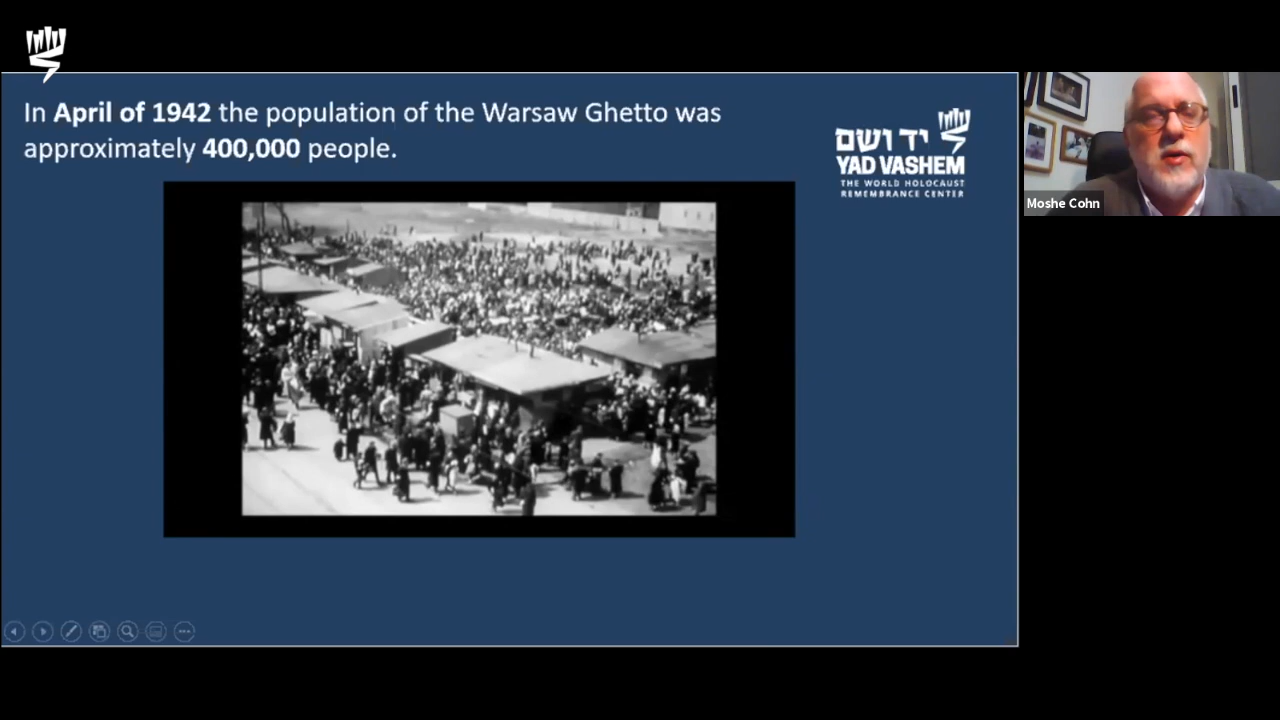 In April of 1942 the population of the Warsaw Ghetto was
approximately 400,000 people.
יד ושם
YAD VASHEM
THE WORLD HOLOCAUST
REMEMBRANCE CENTER
Moshe Cohn